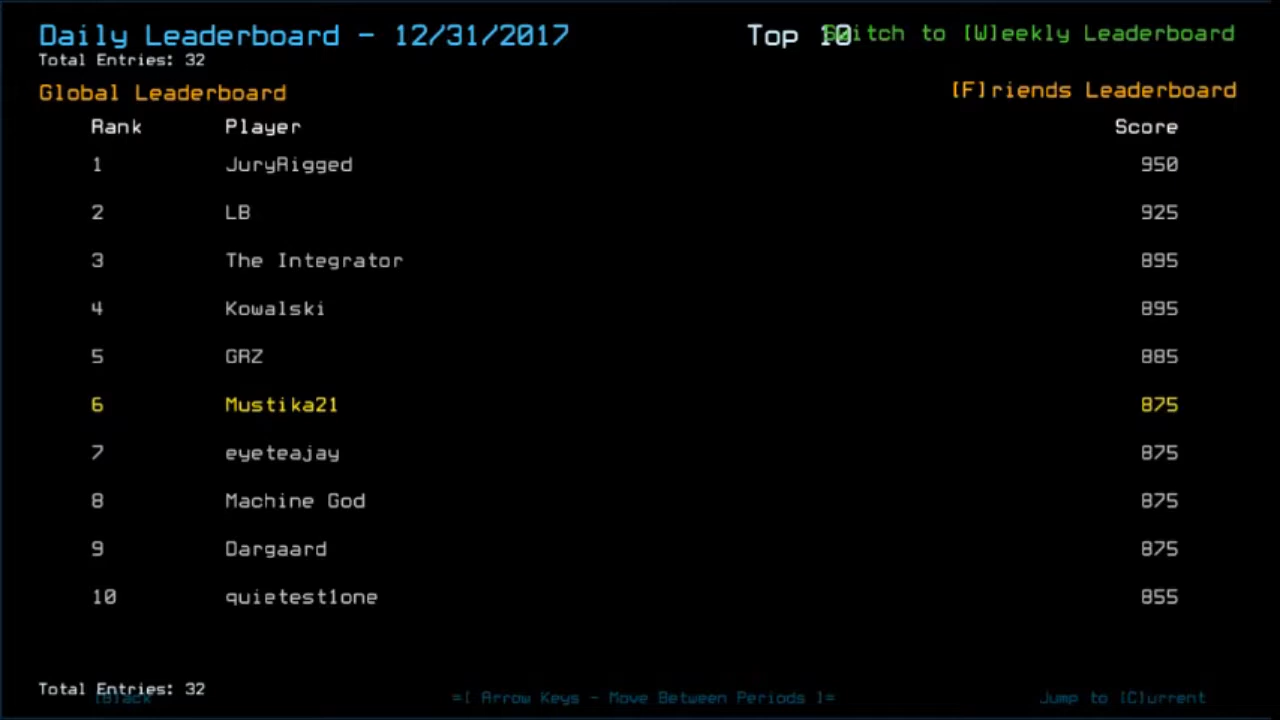 Daily Leaderboard - 12/31/2017 Top 10 Switch to [W]eekly Leaderboard
Total Entries: 32
Global Leaderboard [F]riends Leaderboard
Rank Player Score
1 JuryRigged 950
2 LB 925
3 The Integrator 895
4 Kowalski 895
5 GRZ 885
6 Mustika21 875
7 eyeteajay 875
8 Machine God 875
9 Dargaard 875
10 quietest1one 855
Total Entries: 32
[B]ack =[ Arrow Keys - Move Between Periods ]= Jump to [C]urrent